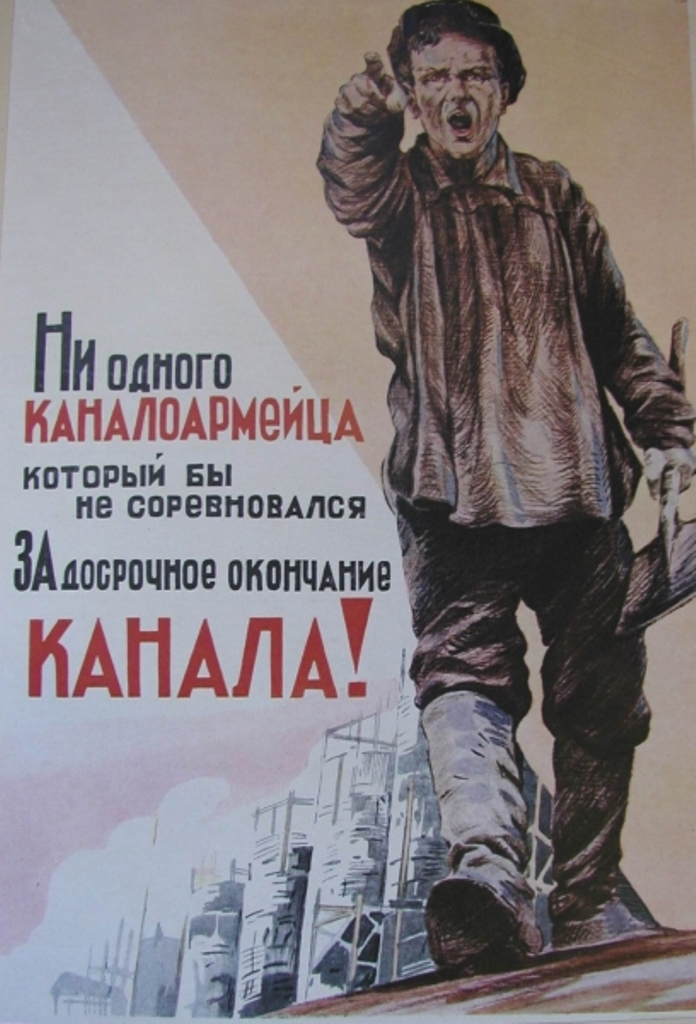 Ни одного
КАНАЛОАРМЕЙЦА
который бы
не соревновался
ЗА досрочное окончание
КАНАЛА!